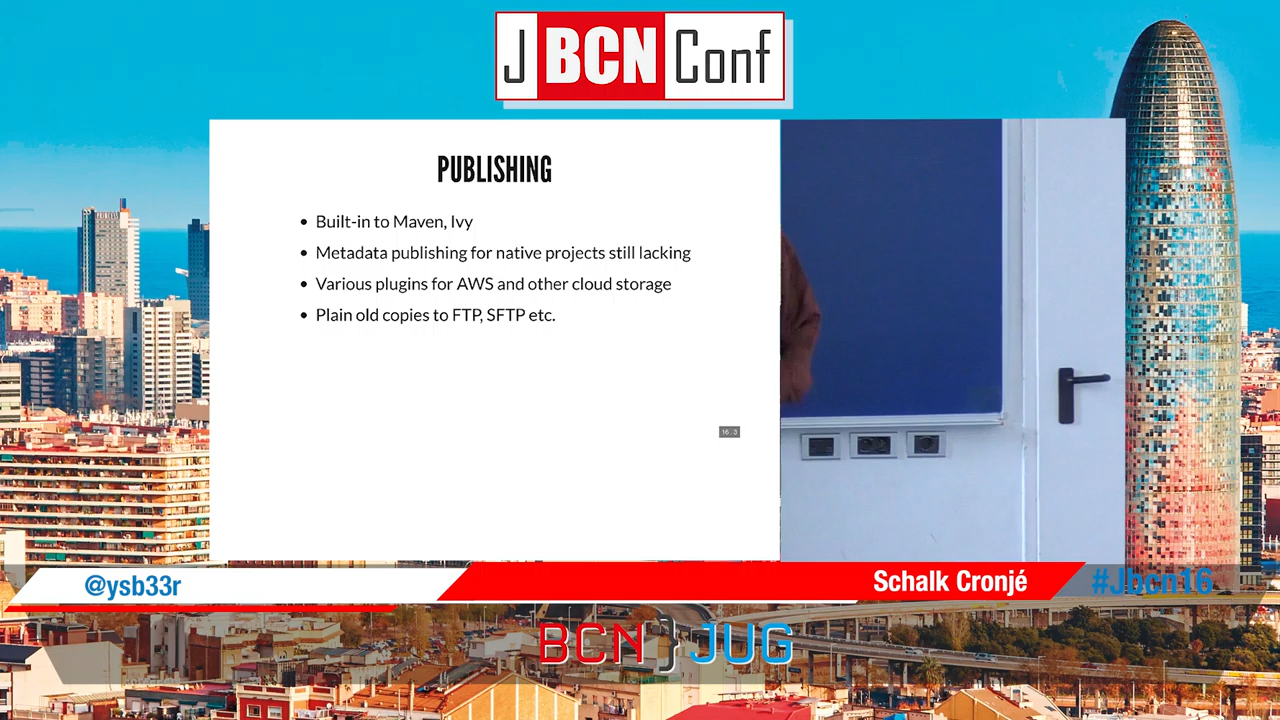 J BCN Conf
PUBLISHING
Built-in to Maven, Ivy
Metadata publishing for native projects still lacking
Various plugins for AWS and other cloud storage
Plain old copies to FTP, SFTP etc.
16.3
@ysb33r
Schalk Cronjé
#Jbcn16
BCN JUG